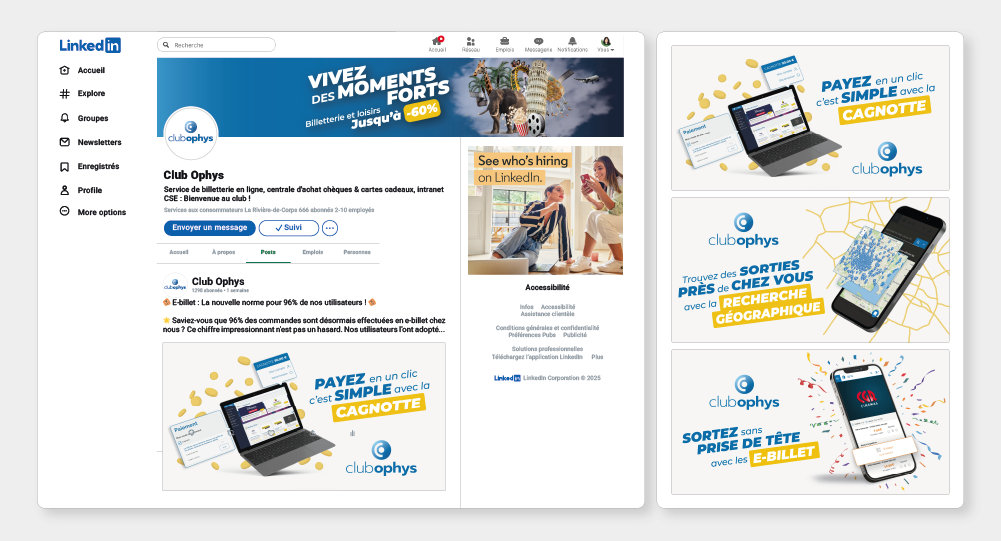 Linkedin
Recherche
Accueil
Réseau
Emplois
Messagerie
Notifications
Vous
Accueil
Explore
Groupes
Newsletters
Enregistrés
Profile
More options
VIVEZ
DES MOMENTS
FORTS
Billetterie et loisirs
Jusqu'à -60%
clubophys
Club Ophys
Service de billetterie en ligne, centrale d'achat chèques & cartes cadeaux, intranet
CSE : Bienvenue au club !
Services aux consommateurs La Rivière-de-Corps 666 abonnés 2-10 employés
Envoyer un message
Suivi
Accueil
À propos
Posts
Emplois
Personnes
clubophys
Club Ophys
1298 abonnés • 1 semaine
E-billet : La nouvelle norme pour 96% de nos utilisateurs !
Saviez-vous que 96% des commandes sont désormais effectuées en e-billet chez
nous ? Ce chiffre impressionnant n'est pas un hasard. Nos utilisateurs l'ont adopté...
Paiement
PAYEZ en un clic
c'est SIMPLE avec la
CAGNOTTE
clubophys
See who's hiring
on LinkedIn.
Accessibilité
Infos Accessibilité
Assistance clientèle
Conditions générales et confidentialité
Préférences Pubs Publicité
Solutions professionnelles
Téléchargez l'application LinkedIn Plus
Linkedin LinkedIn Corporation © 2025
Paiement
PAYEZ en un clic
c'est SIMPLE avec la
CAGNOTTE
clubophys
clubophys
Trouvez des SORTIES
PRÈS de CHEZ VOUS
avec la RECHERCHE
GÉOGRAPHIQUE
clubophys
SORTEZ sans
PRISE DE TÊTE
avec les E-BILLET
CINEMAS